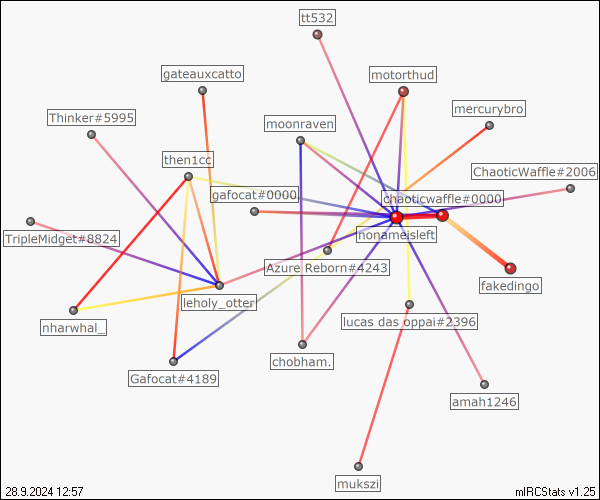 tt532
gateauxcatto
motorthud
mercurybro
Thinker#5995
moonraven
then1cc
ChaoticWaffle#2006
gafocat#0000
chaoticwaffle#0000
TripleMidget#8824
nonameisleft
Azure Reborn#4243
fakedingo
leholy_otter
nharwhal_
lucas das oppai#2396
chobham.
Gafocat#4189
amah1246
mukszi
28.9.2024 12:57
mIRCStats v1.25